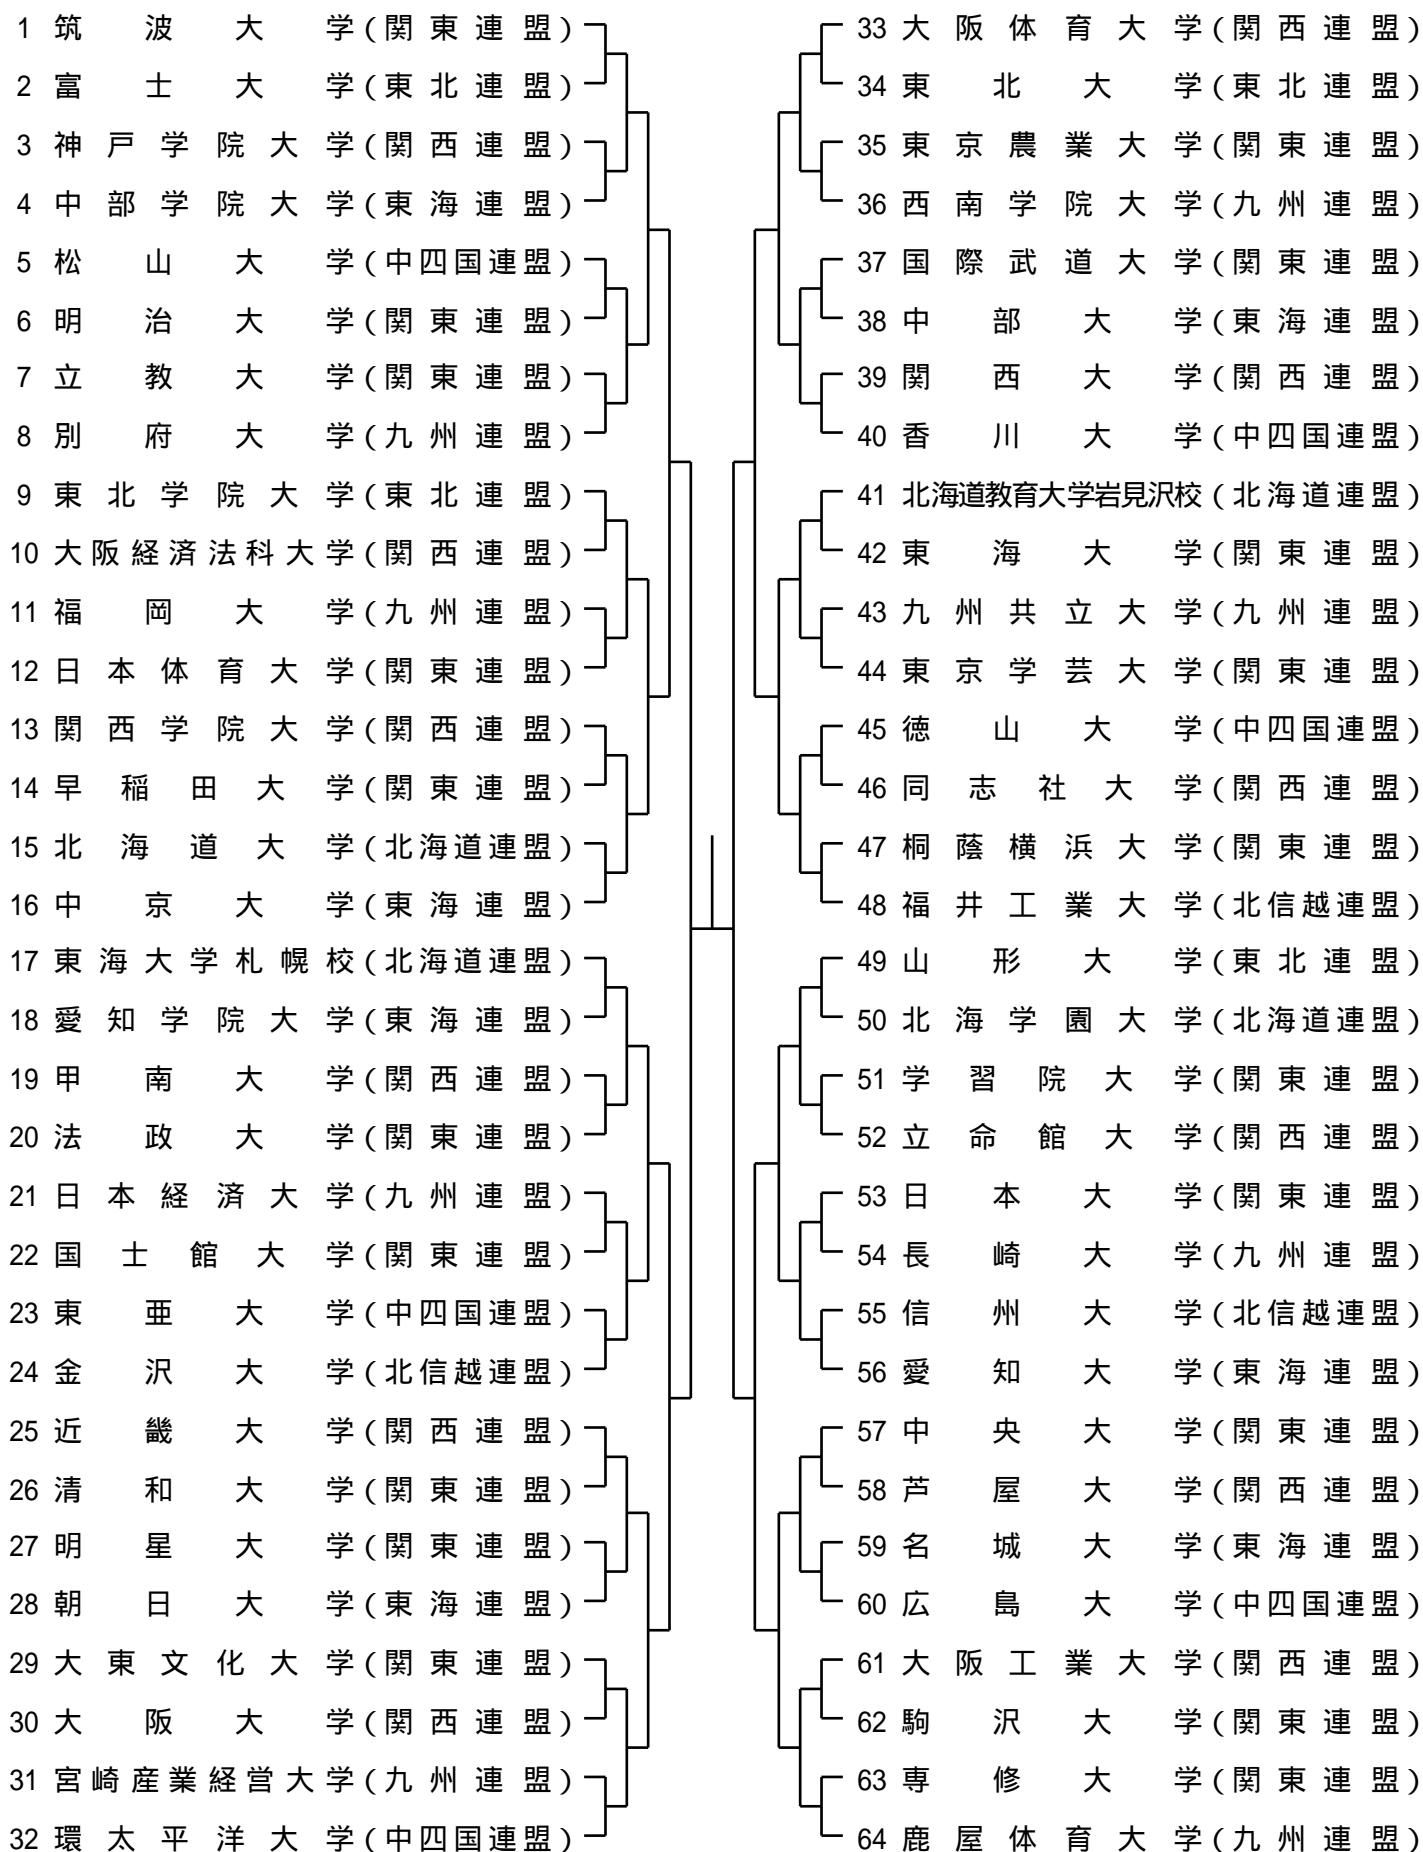 1 筑波大学(関東連盟)
2 富士大学(東北連盟)
3 神戸学院大学(関西連盟)
4 中部学院大学(東海連盟)
5 松山大学(中四国連盟)
6 明治大学(関東連盟)
7 立教大学(関東連盟)
8 別府大学(九州連盟)
9 東北学院大学(東北連盟)
10 大阪経済法科大学(関西連盟)
11 福岡大学(九州連盟)
12 日本体育大学(関東連盟)
13 関西学院大学(関西連盟)
14 早稲田大学(関東連盟)
15 北海道大学(北海道連盟)
16 中京大学(東海連盟)
17 東海大学札幌校(北海道連盟)
18 愛知学院大学(東海連盟)
19 甲南大学(関西連盟)
20 法政大学(関東連盟)
21 日本経済大学(九州連盟)
22 国士館大学(関東連盟)
23 東亜大学(中四国連盟)
24 金沢大学(北信越連盟)
25 近畿大学(関西連盟)
26 清和大学(関東連盟)
27 明星大学(関東連盟)
28 朝日大学(東海連盟)
29 大東文化大学(関東連盟)
30 大阪大学(関西連盟)
31 宮崎産業経営大学(九州連盟)
32 環太平洋大学(中四国連盟)
33 大阪体育大学(関西連盟)
34 東北大学(東北連盟)
35 東京農業大学(関東連盟)
36 西南学院大学(九州連盟)
37 国際武道大学(関東連盟)
38 中部大学(東海連盟)
39 関西大学(関西連盟)
40 香川大学(中四国連盟)
41 北海道教育大学岩見沢校(北海道連盟)
42 東海大学(関東連盟)
43 九州共立大学(九州連盟)
44 東京学芸大学(関東連盟)
45 徳山大学(中四国連盟)
46 同志社大学(関西連盟)
47 桐蔭横浜大学(関東連盟)
48 福井工業大学(北信越連盟)
49 山形大学(東北連盟)
50 北海学園大学(北海道連盟)
51 学習院大学(関東連盟)
52 立命館大学(関西連盟)
53 日本大学(関東連盟)
54 長崎大学(九州連盟)
55 信州大学(北信越連盟)
56 愛知大学(東海連盟)
57 中央大学(関東連盟)
58 芦屋大学(関西連盟)
59 名城大学(東海連盟)
60 広島大学(中四国連盟)
61 大阪工業大学(関西連盟)
62 駒沢大学(関東連盟)
63 専修大学(関東連盟)
64 鹿屋体育大学(九州連盟)